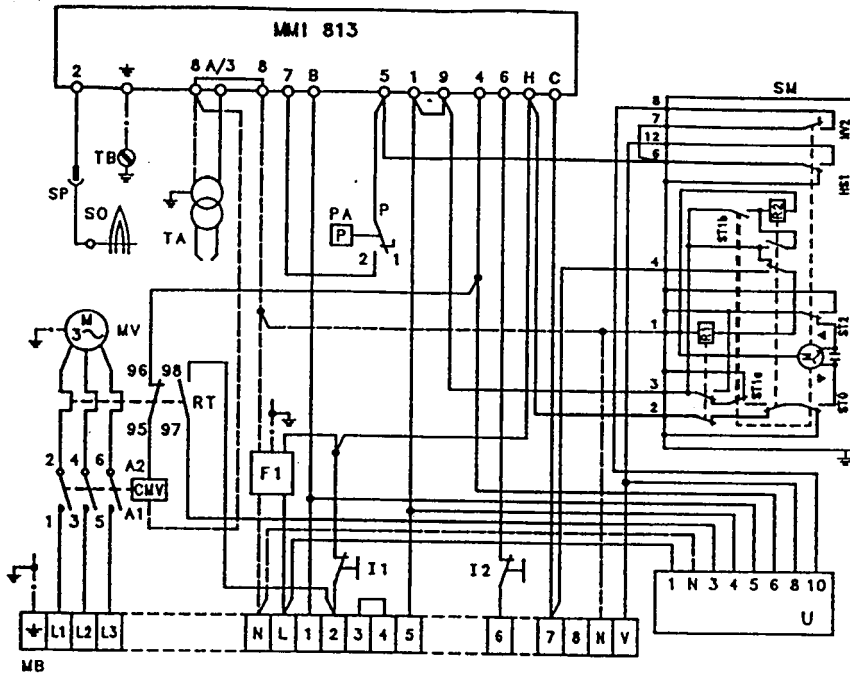 MMI 813
2 8 A/3 8 7 B 5 1 9 4 6 H C
SM
8
7
12
6
MV2
HS1
TB
SP
SO
TA
PA
P
P
2 1
R2
ST1b
4
1
R1
ST2
M
3
ST1a
ST0
2
M
3
MV
96 98
RT
95 97
2 4 6
A2
CMV
A1
1 3 5
F1
I1
I2
1 N 3 4 5 6 8 10
U
L1 L2 L3
N L 1 2 3 4 5 6 7 8 N V
MB